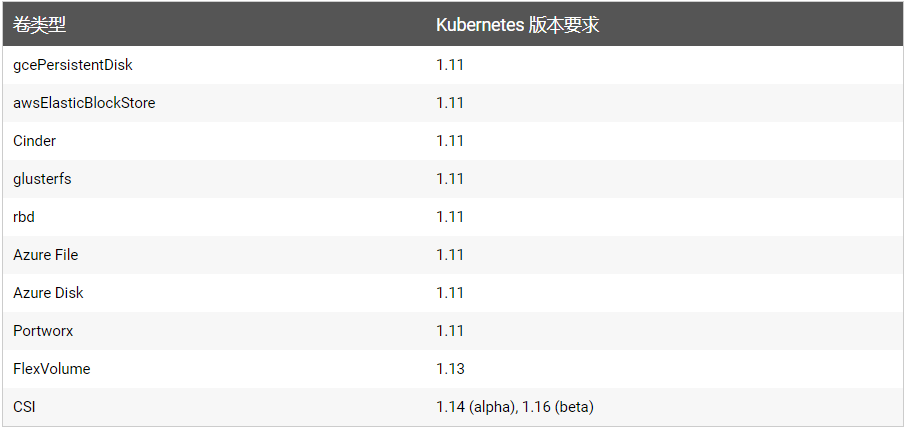 卷类型 Kubernetes 版本要求
gcePersistentDisk 1.11
awsElasticBlockStore 1.11
Cinder 1.11
glusterfs 1.11
rbd 1.11
Azure File 1.11
Azure Disk 1.11
Portworx 1.11
FlexVolume 1.13
CSI 1.14 (alpha), 1.16 (beta)